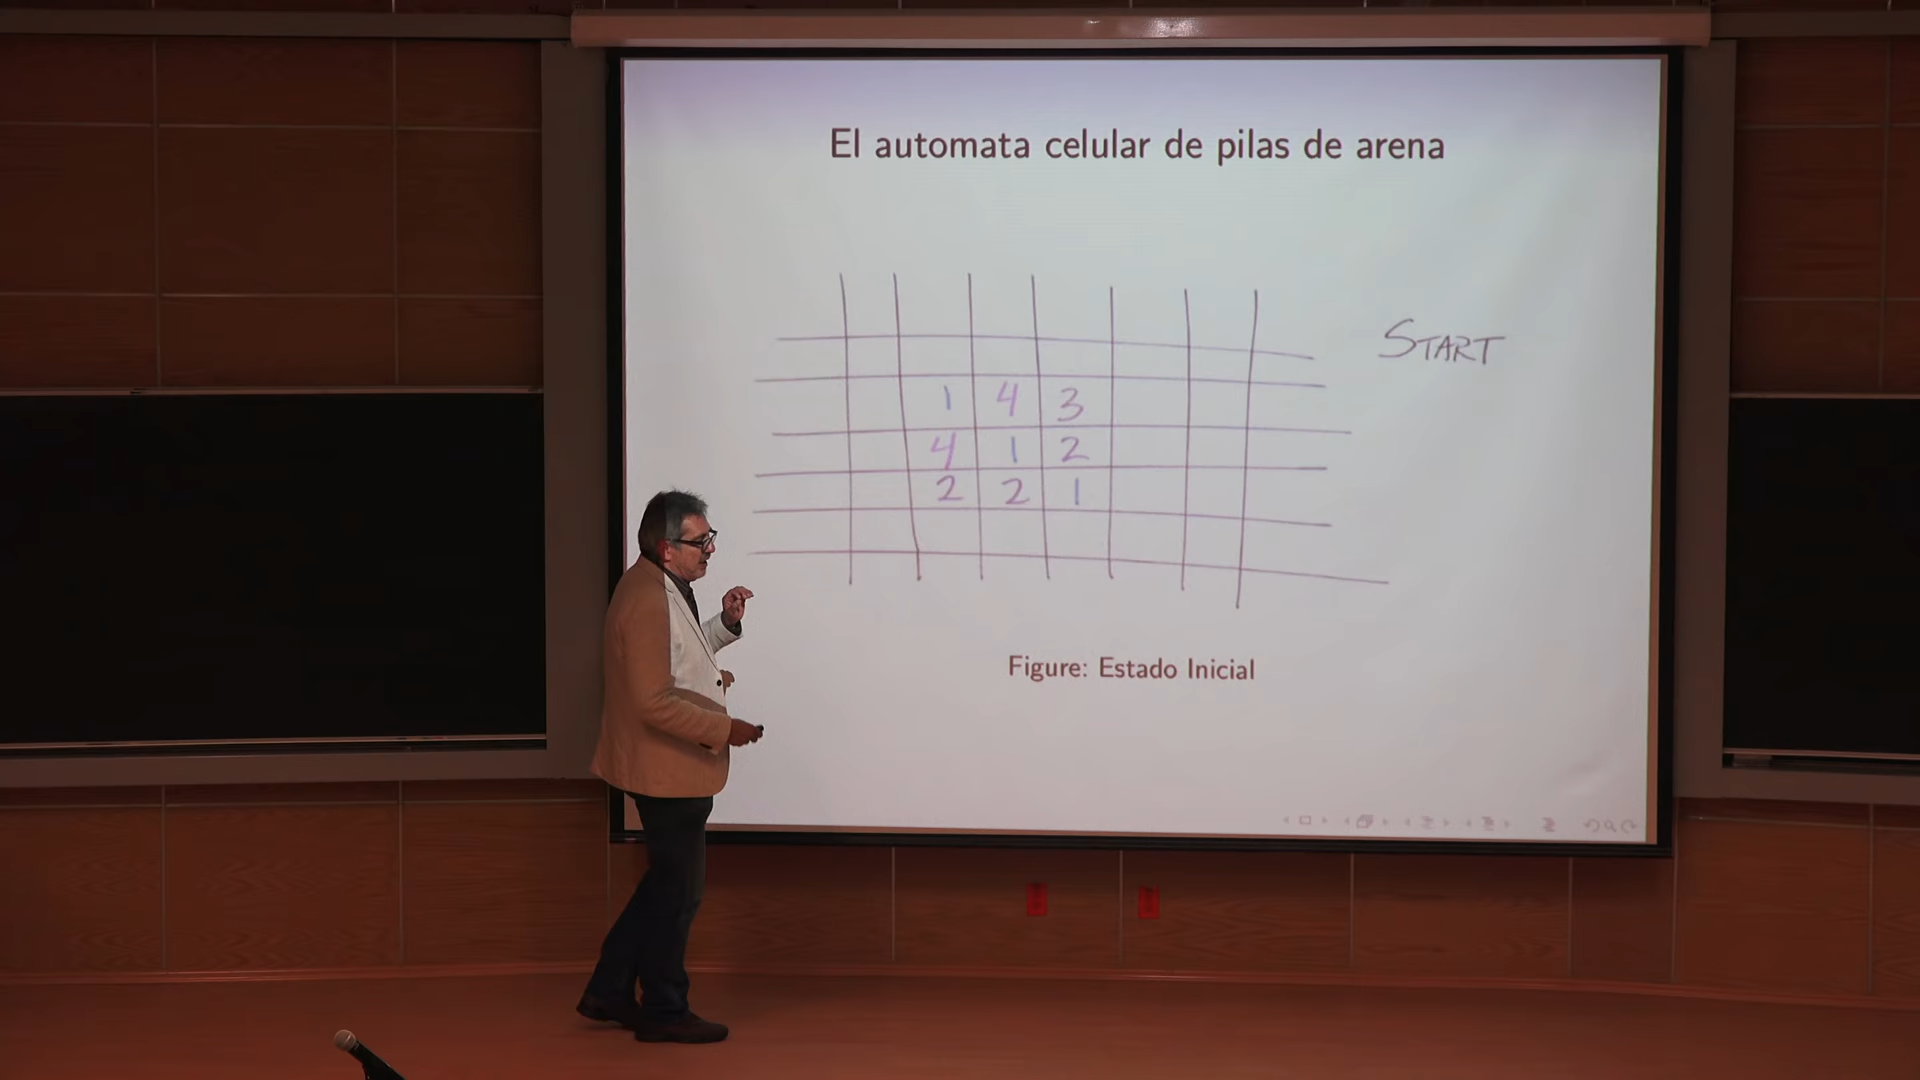 El automata celular de pilas de arena
START
1 4 3
4 1 2
2 2 1
Figure: Estado Inicial